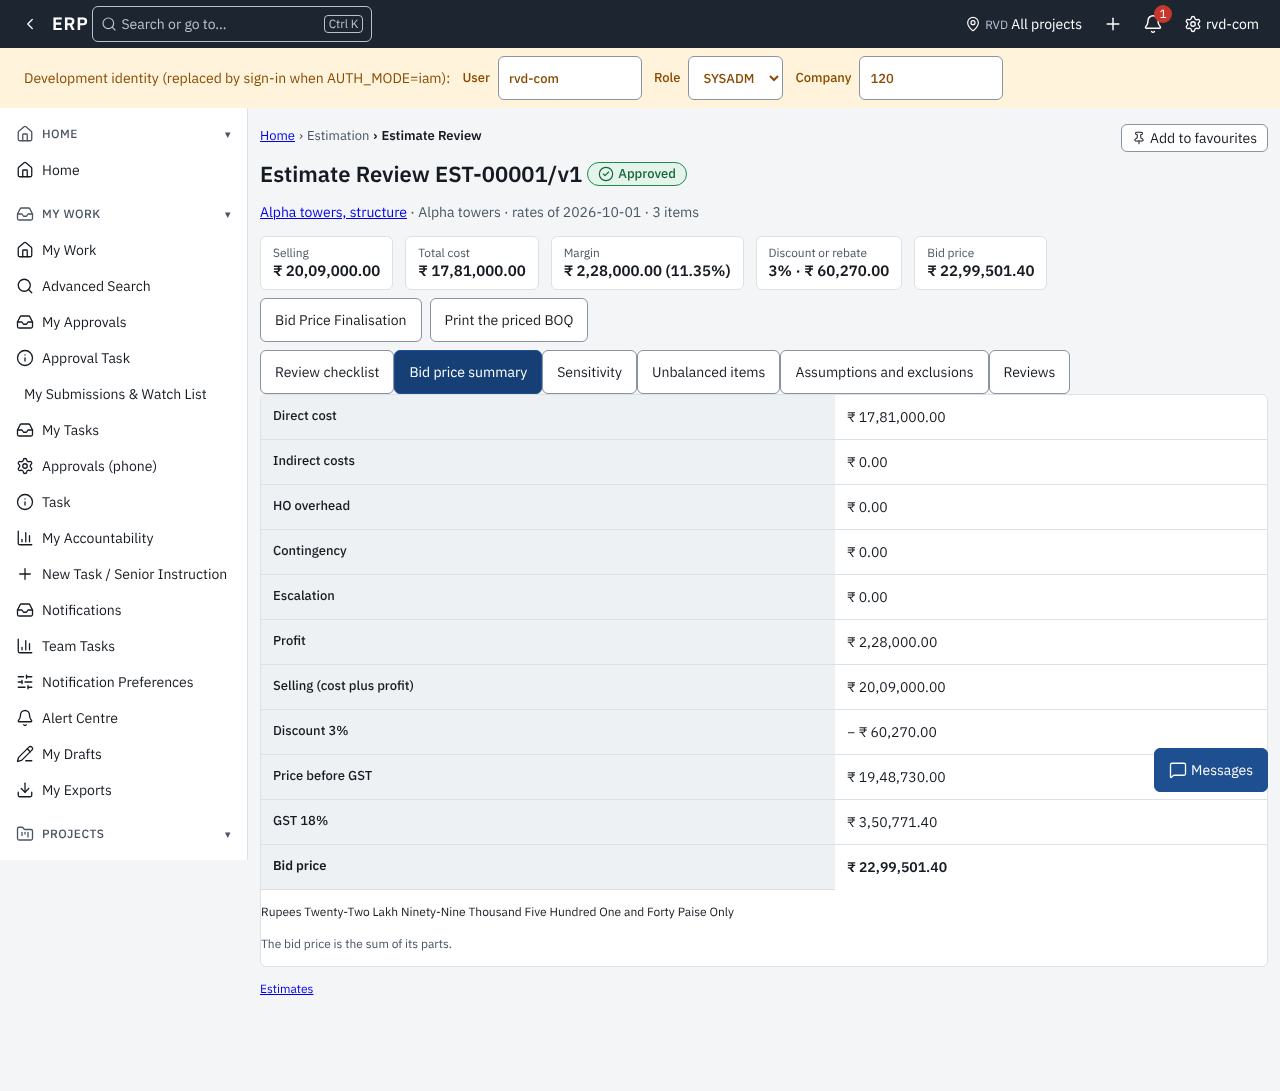 ERP
Search or go to...
Ctrl K
RVD All projects
1
rvd-com
Development identity (replaced by sign-in when AUTH_MODE=iam):
User
rvd-com
Role
SYSADM
Company
120
HOME
Home
MY WORK
My Work
Advanced Search
My Approvals
Approval Task
My Submissions & Watch List
My Tasks
Approvals (phone)
Task
My Accountability
New Task / Senior Instruction
Notifications
Team Tasks
Notification Preferences
Alert Centre
My Drafts
My Exports
PROJECTS
Home › Estimation › Estimate Review
Add to favourites
Estimate Review EST-00001/v1
Approved
Alpha towers, structure · Alpha towers · rates of 2026-10-01 · 3 items
Selling
₹ 20,09,000.00
Total cost
₹ 17,81,000.00
Margin
₹ 2,28,000.00 (11.35%)
Discount or rebate
3% · ₹ 60,270.00
Bid price
₹ 22,99,501.40
Bid Price Finalisation
Print the priced BOQ
Review checklist
Bid price summary
Sensitivity
Unbalanced items
Assumptions and exclusions
Reviews
Direct cost ₹ 17,81,000.00
Indirect costs ₹ 0.00
HO overhead ₹ 0.00
Contingency ₹ 0.00
Escalation ₹ 0.00
Profit ₹ 2,28,000.00
Selling (cost plus profit) ₹ 20,09,000.00
Discount 3% − ₹ 60,270.00
Price before GST ₹ 19,48,730.00
Messages
GST 18% ₹ 3,50,771.40
Bid price ₹ 22,99,501.40
Rupees Twenty-Two Lakh Ninety-Nine Thousand Five Hundred One and Forty Paise Only
The bid price is the sum of its parts.
Estimates